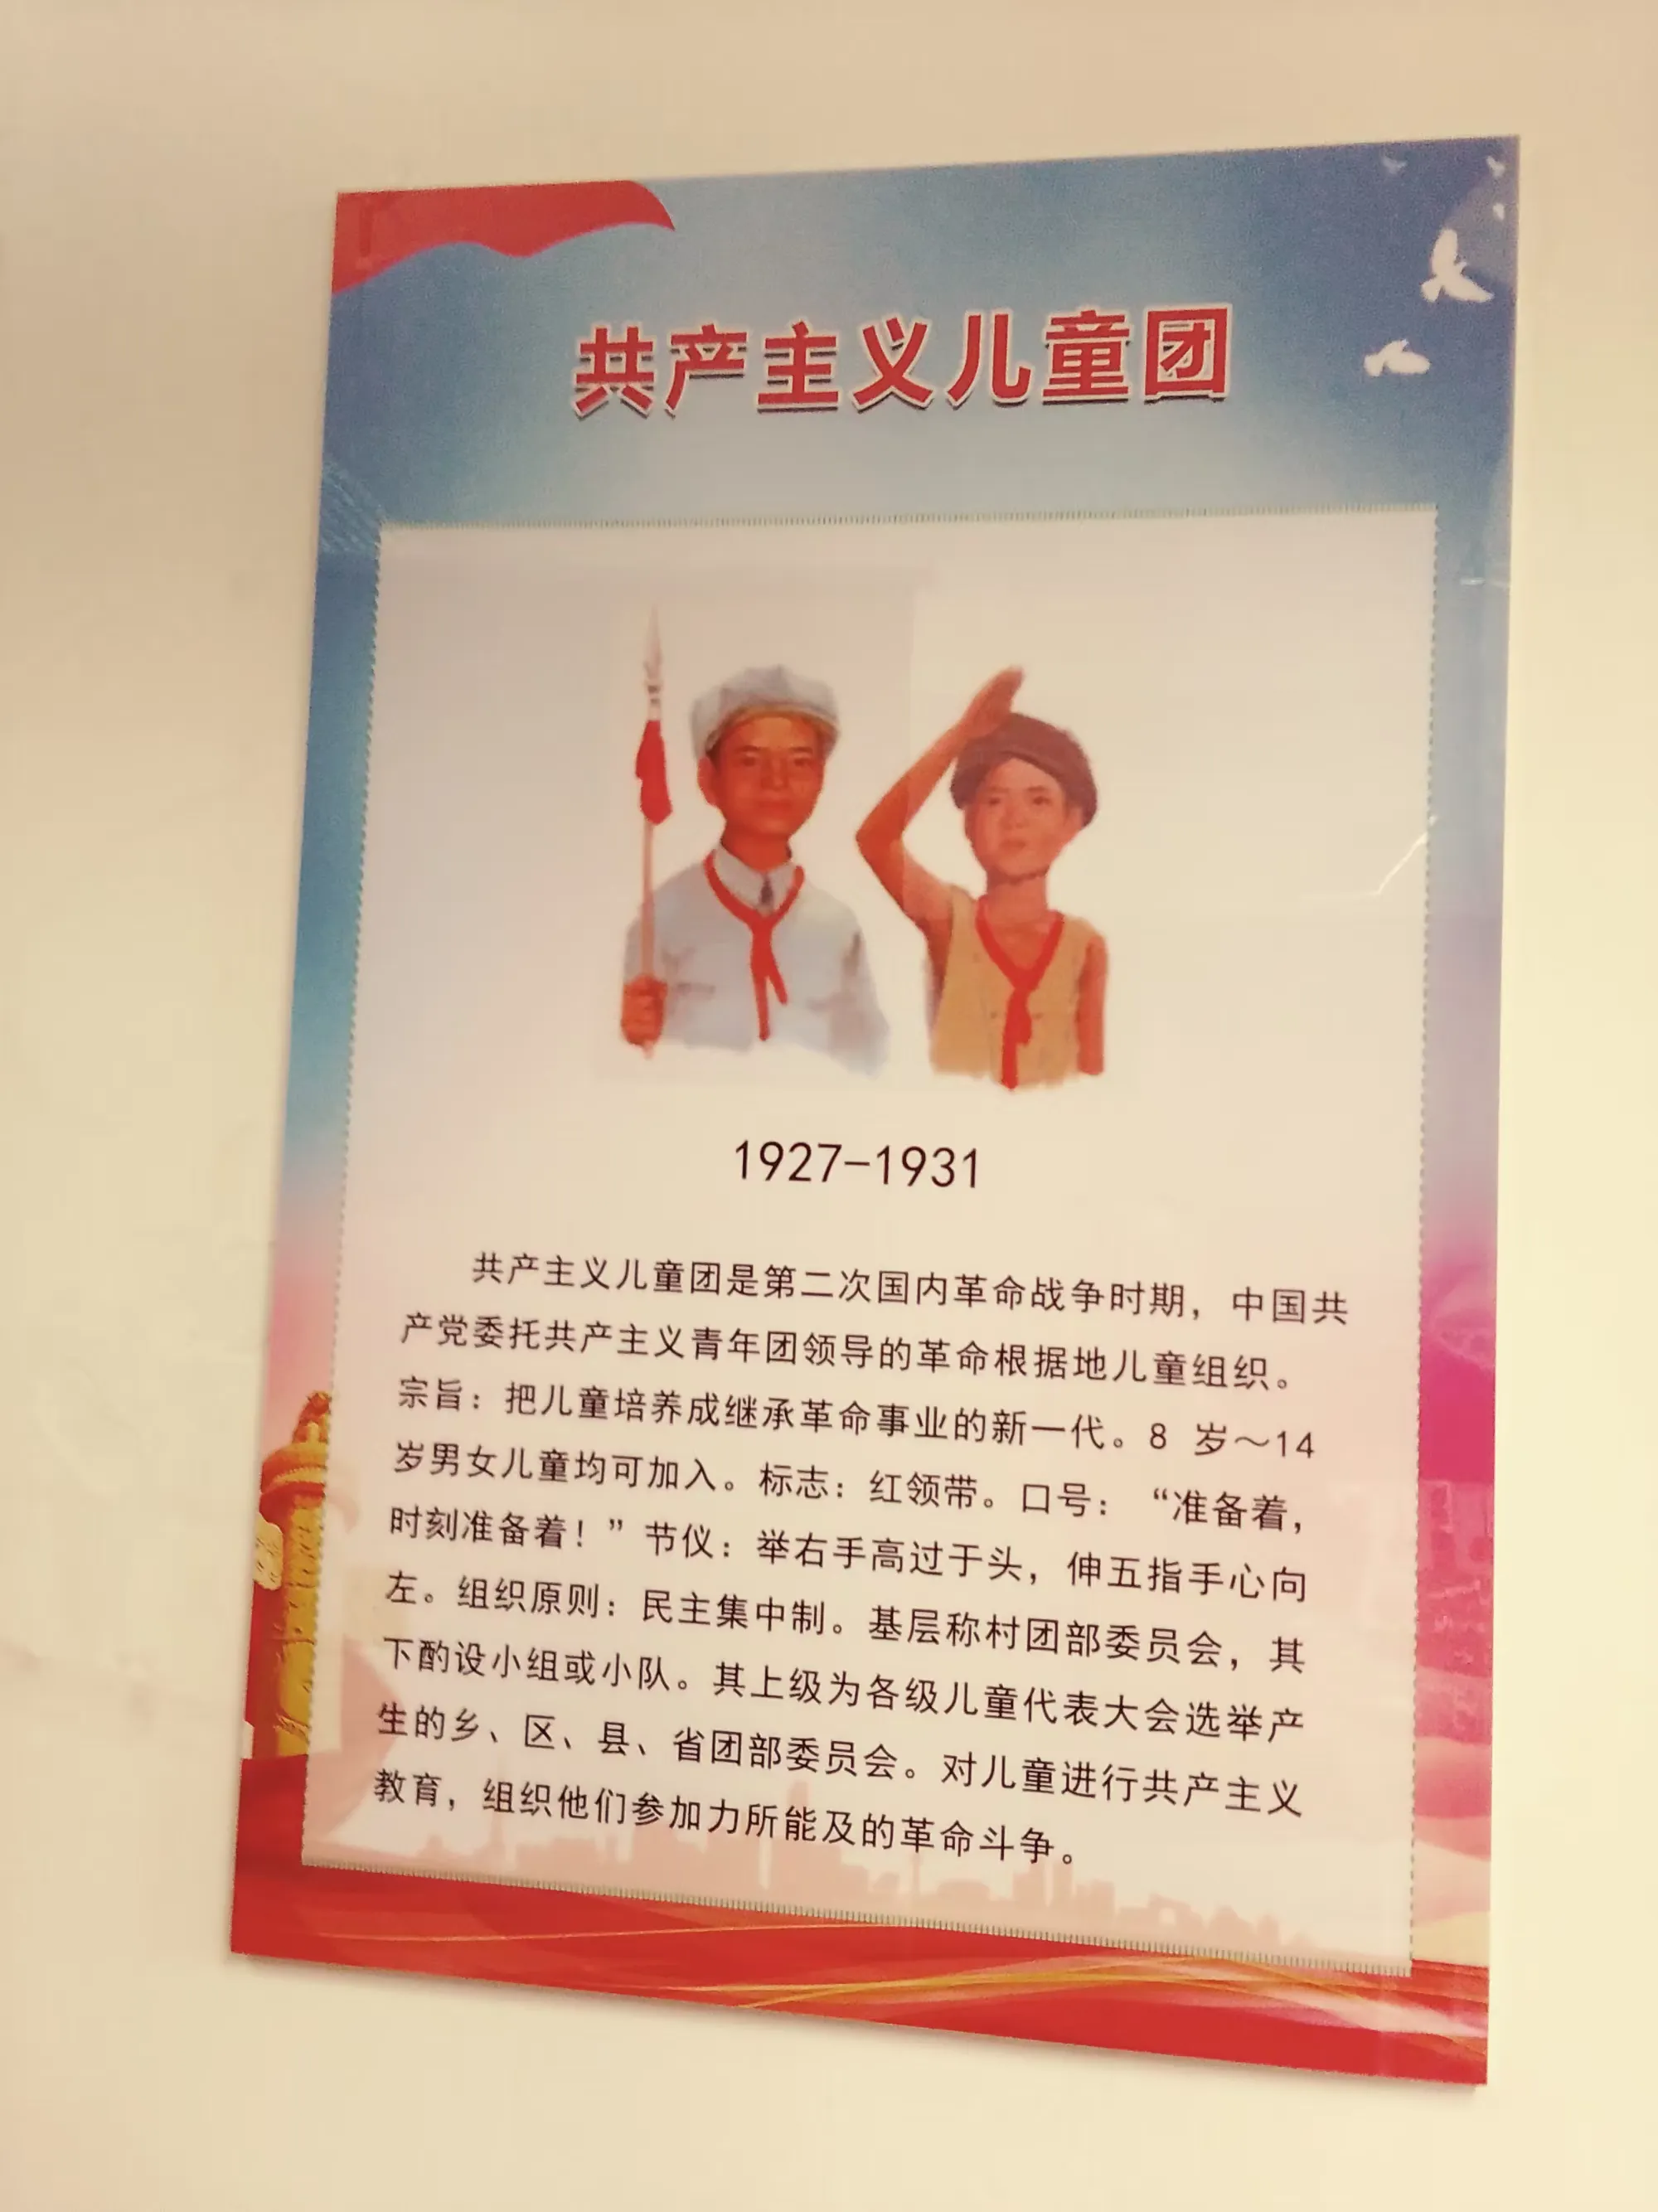 共产主义儿童团
1927-1931
共产主义儿童团是第二次国内革命战争时期，中国共
产党委托共产主义青年团领导的革命根据地儿童组织。
宗旨：把儿童培养成继承革命事业的新一代。8 岁～14
岁男女儿童均可加入。标志：红领带。口号：“准备着，
时刻准备着！”节仪：举右手高过于头，伸五指手心向
左。组织原则：民主集中制。基层称村团部委员会，其
下酌设小组或小队。其上级为各级儿童代表大会选举产
生的乡、区、县、省团部委员会。对儿童进行共产主义
教育，组织他们参加力所能及的革命斗争。